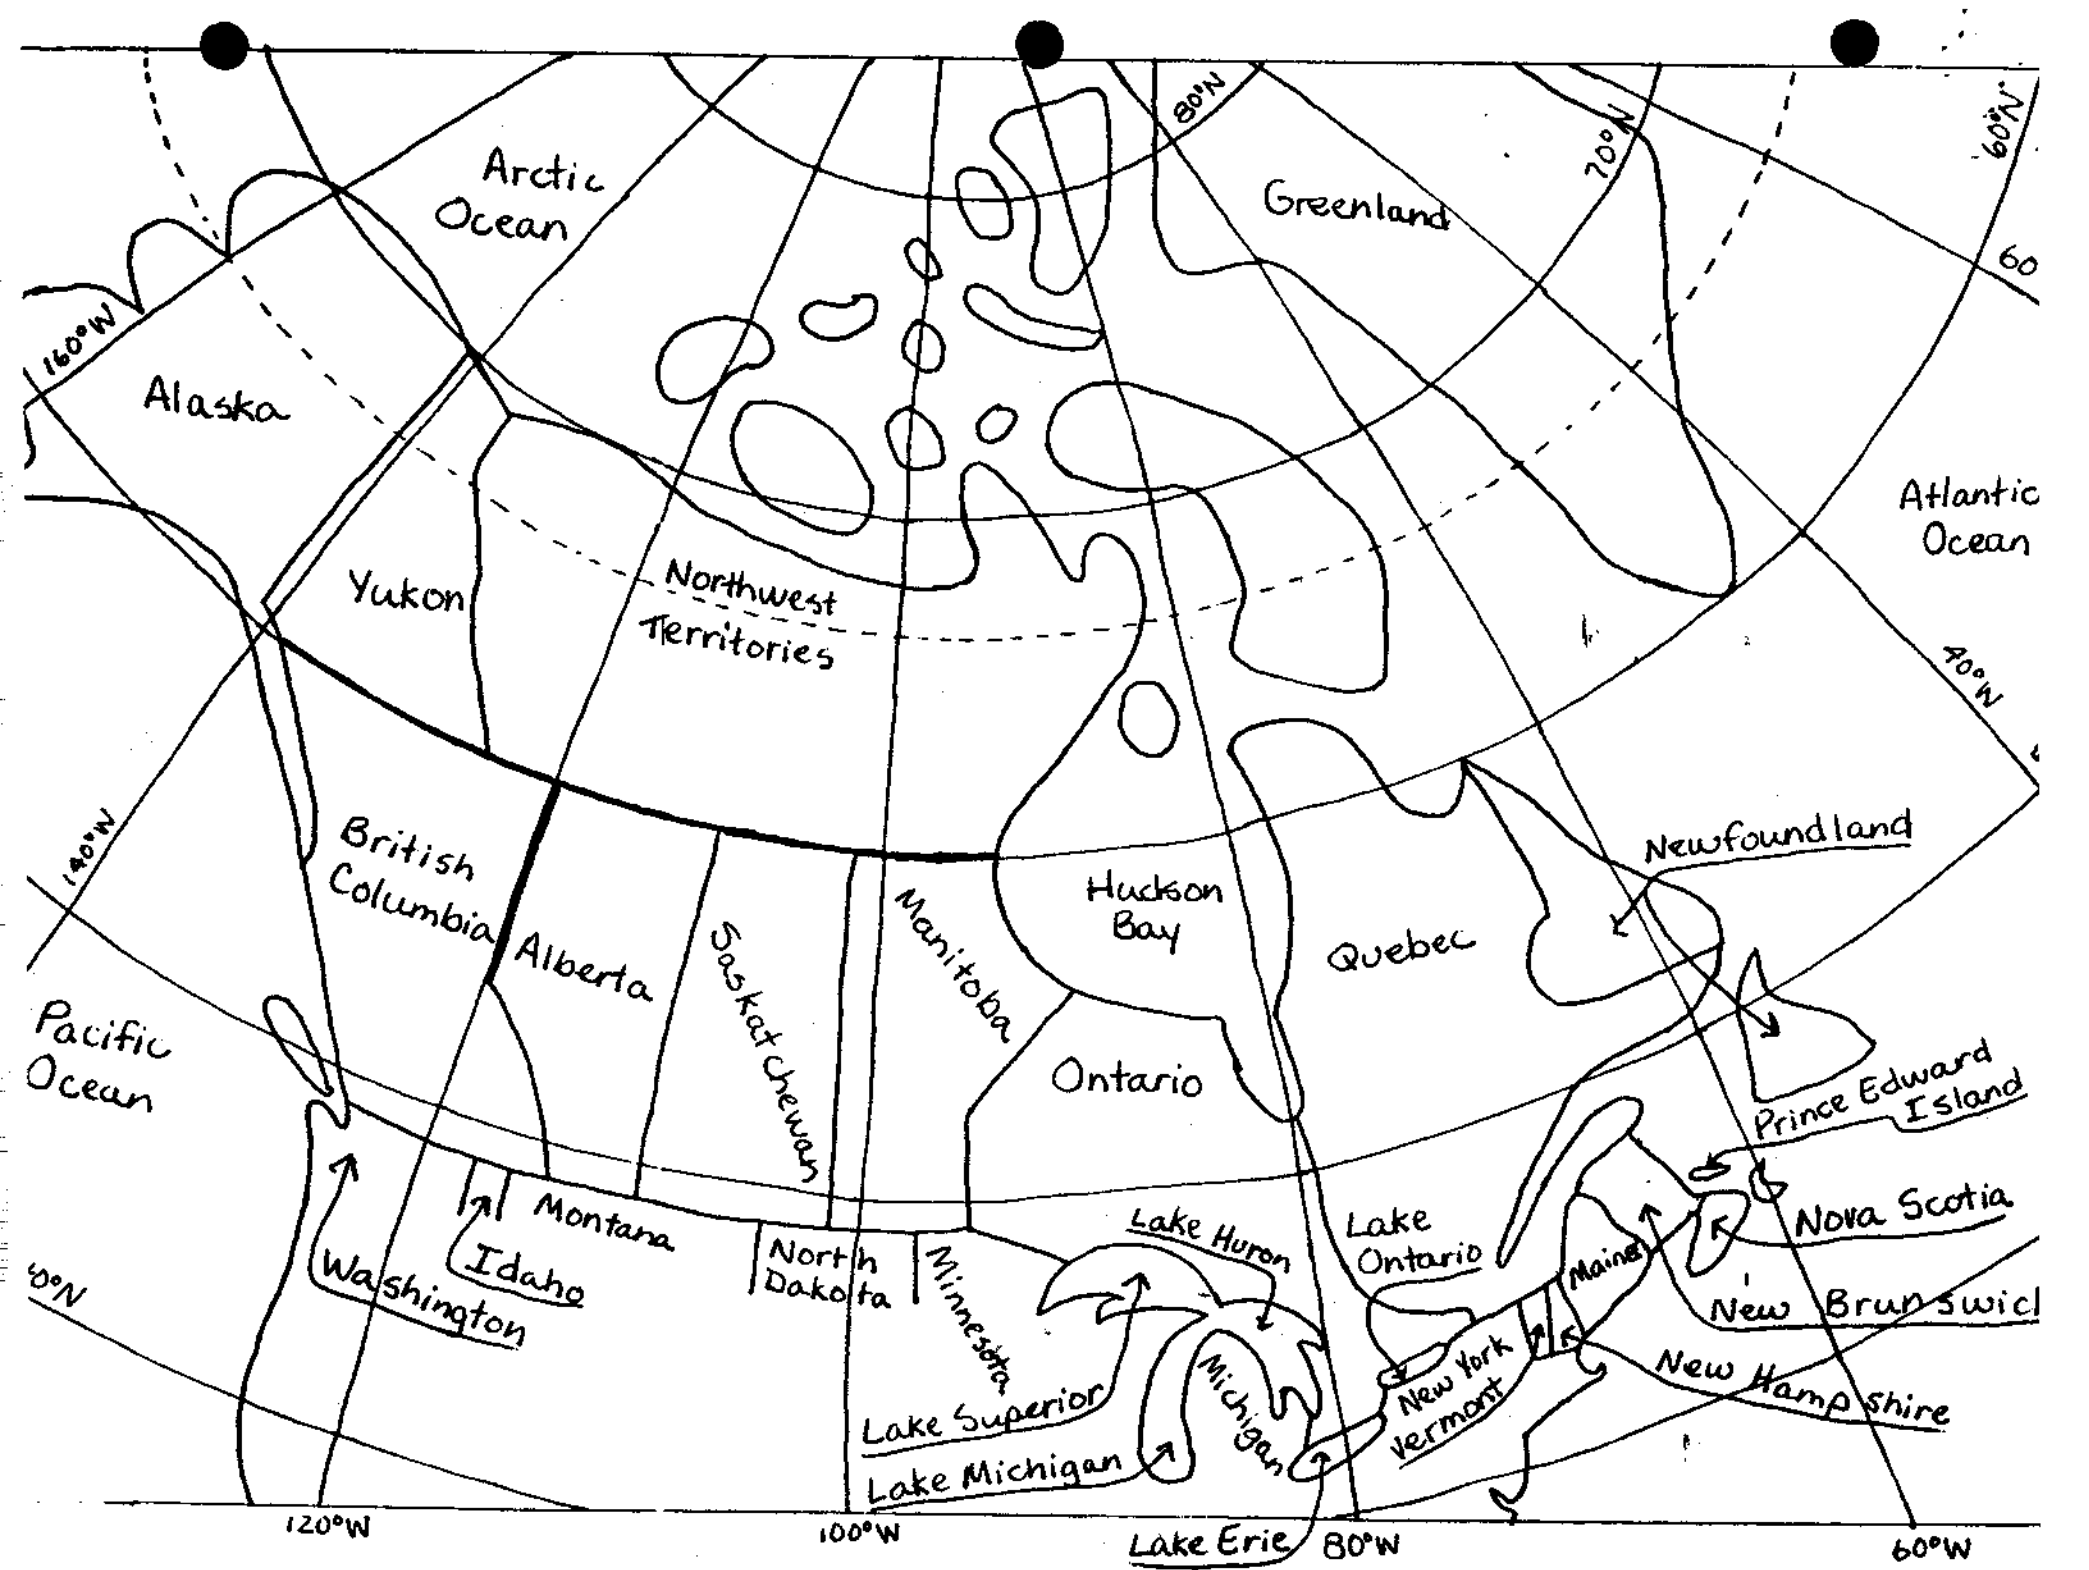 80°N
70°N
60°N
Arctic
Ocean
Greenland
60
160°W
Alaska
Atlantic
Ocean
Yukon
Northwest
Territories
40°W
140°W
British
Columbia
Newfoundland
Hudson
Bay
Manitoba
Quebec
Alberta
Saskatchewan
Pacific
Ocean
Ontario
Prince Edward
Island
Montana
Lake Huron
Lake
Ontario
Nova Scotia
Idaho
Washington
North
Dakota
Minnesota
Maine
0°N
New Brunswick
New Hampshire
New York
Vermont
Michigan
Lake Superior
Lake Michigan
Lake Erie
120°W
100°W
80°W
60°W